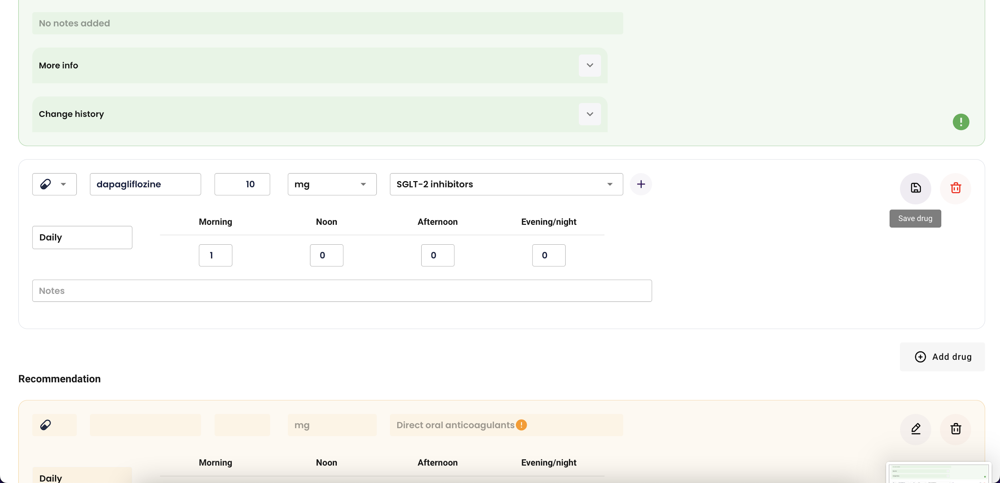 No notes added
More info
Change history
dapagliflozine 10 mg SGLT-2 inhibitors
Save drug
Morning Noon Afternoon Evening/night
Daily
1 0 0 0
Notes
Add drug
Recommendation
mg Direct oral anticoagulants
Morning Noon Afternoon Evening/night
Daily